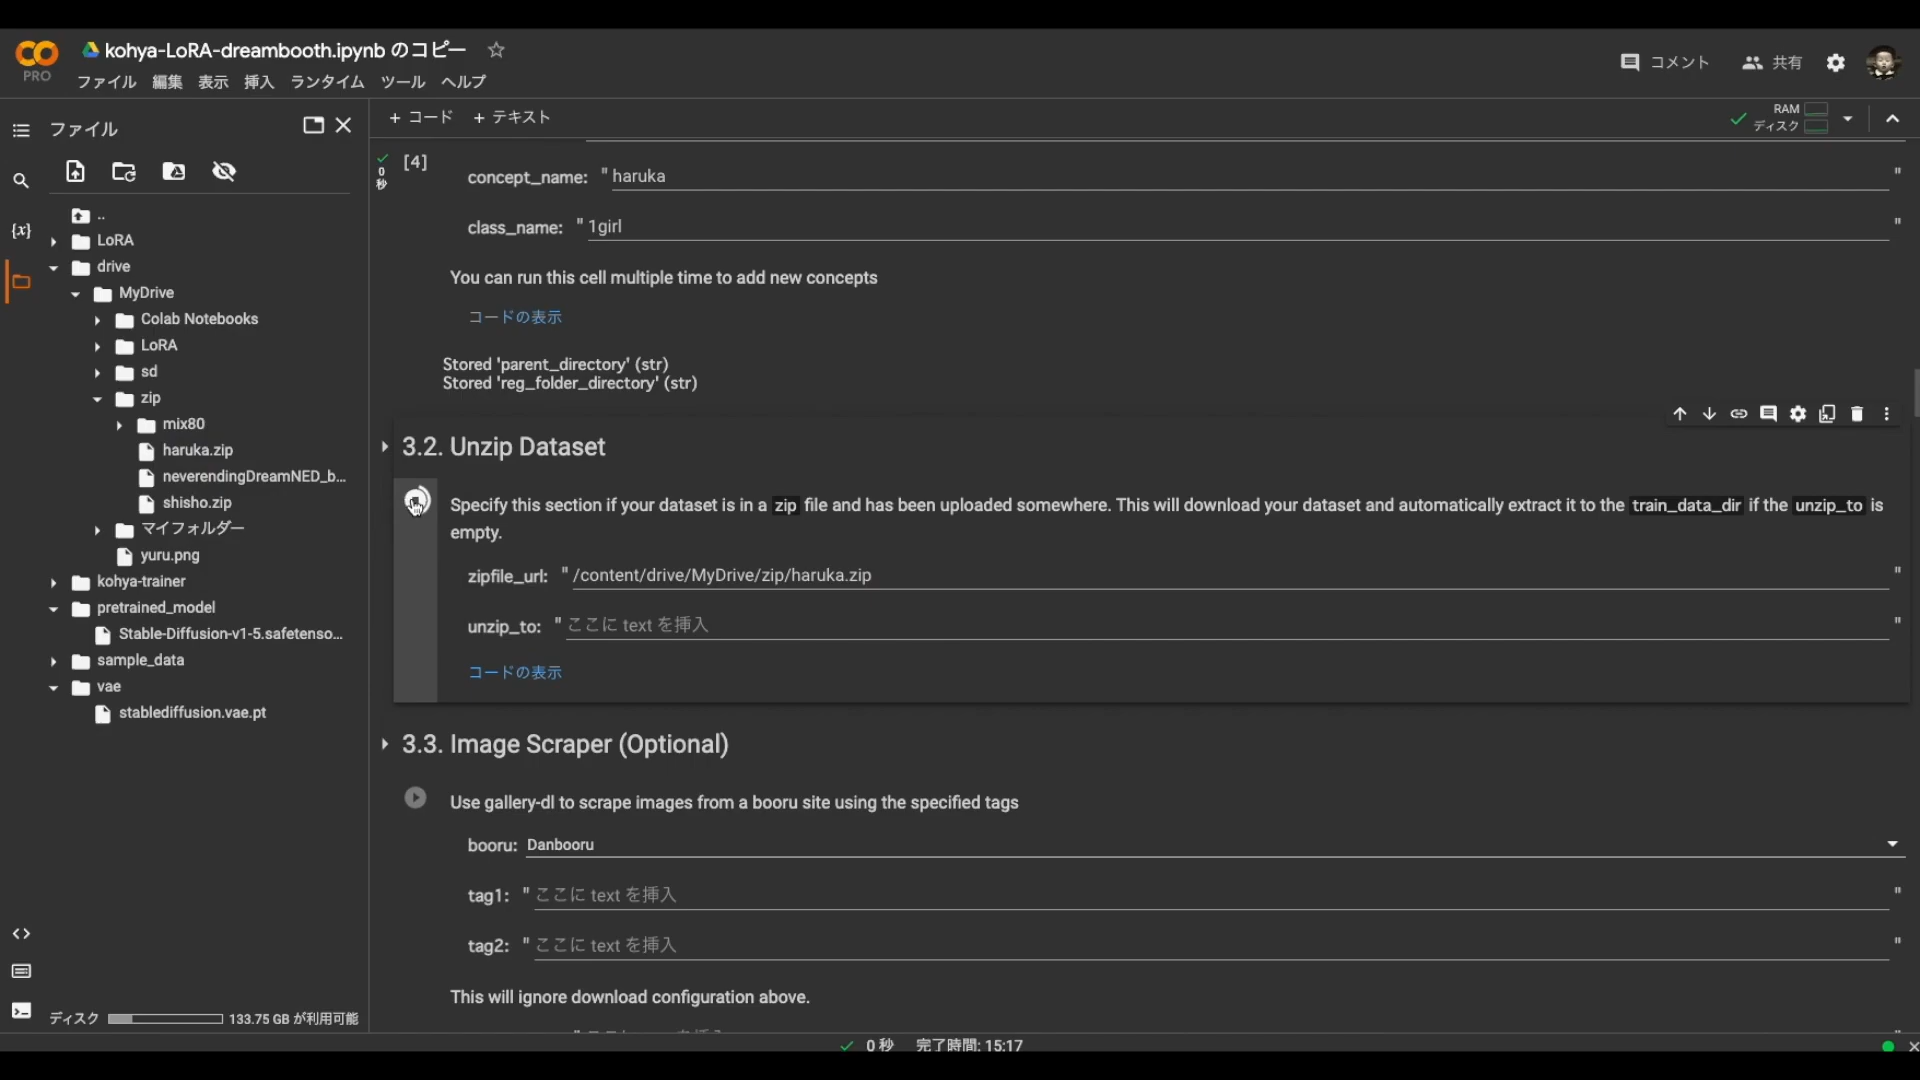 kohya-LoRA-dreambooth.ipynb のコピー
PRO
ファイル 編集 表示 挿入 ランタイム ツール ヘルプ
コメント 共有
ファイル
+ コード + テキスト
RAM
ディスク
..
LoRA
drive
MyDrive
Colab Notebooks
LoRA
sd
zip
mix80
haruka.zip
neverendingDreamNED_b...
shisho.zip
マイフォルダー
yuru.png
kohya-trainer
pretrained_model
Stable-Diffusion-v1-5.safetenso...
sample_data
vae
stablediffusion.vae.pt
{x}
ディスク 133.75 GB が利用可能
0
秒
[4]
concept_name: " haruka "
class_name: " 1girl "
You can run this cell multiple time to add new concepts
コードの表示
Stored 'parent_directory' (str)
Stored 'reg_folder_directory' (str)
3.2. Unzip Dataset
Specify this section if your dataset is in a zip file and has been uploaded somewhere. This will download your dataset and automatically extract it to the train_data_dir if the unzip_to is
empty.
zipfile_url: " /content/drive/MyDrive/zip/haruka.zip "
unzip_to: " ここに text を挿入 "
コードの表示
3.3. Image Scraper (Optional)
Use gallery-dl to scrape images from a booru site using the specified tags
booru: Danbooru
tag1: " ここに text を挿入 "
tag2: " ここに text を挿入 "
This will ignore download configuration above.
0 秒 完了時間: 15:17